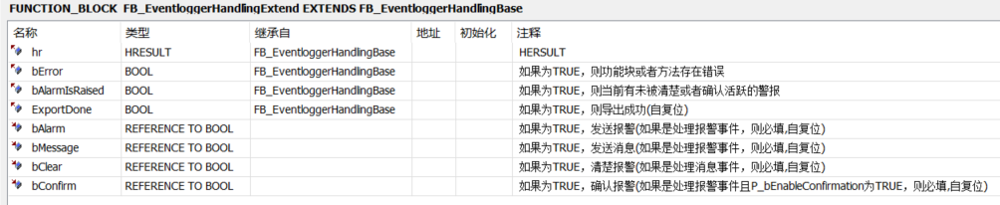 FUNCTION_BLOCK FB_EventloggerHandlingExtend EXTENDS FB_EventloggerHandlingBase
名称 类型 继承自 地址 初始化 注释
hr HRESULT FB_EventloggerHandlingBase HERSULT
bError BOOL FB_EventloggerHandlingBase 如果为TRUE，则功能块或者方法存在错误
bAlarmIsRaised BOOL FB_EventloggerHandlingBase 如果为TRUE，则当前有未被清楚或者确认活跃的警报
ExportDone BOOL FB_EventloggerHandlingBase 如果为TRUE，则导出成功(自复位)
bAlarm REFERENCE TO BOOL 如果为TRUE，发送报警(如果是处理报警事件，则必填,自复位)
bMessage REFERENCE TO BOOL 如果为TRUE，发送消息(如果是处理报警事件，则必填,自复位)
bClear REFERENCE TO BOOL 如果为TRUE，清楚报警(如果是处理消息事件，则必填,自复位)
bConfirm REFERENCE TO BOOL 如果为TRUE，确认报警(如果是处理报警事件且P_bEnableConfirmation为TRUE，则必填,自复位)